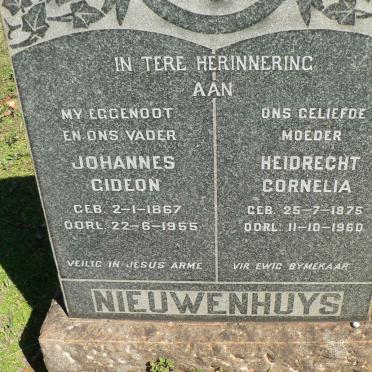 IN TERE HERINNERING
AAN
MY EGGENOOT
EN ONS VADER
JOHANNES
GIDEON
GEB. 2-1-1867
OORL. 22-6-1955
VEILIG IN JESUS ARME
ONS GELIEFDE
MOEDER
HEIDRECHT
CORNELIA
GEB. 25-7-1875
OORL. 11-10-1960
VIR EWIG BYMEKAAR
NIEUWENHUYS